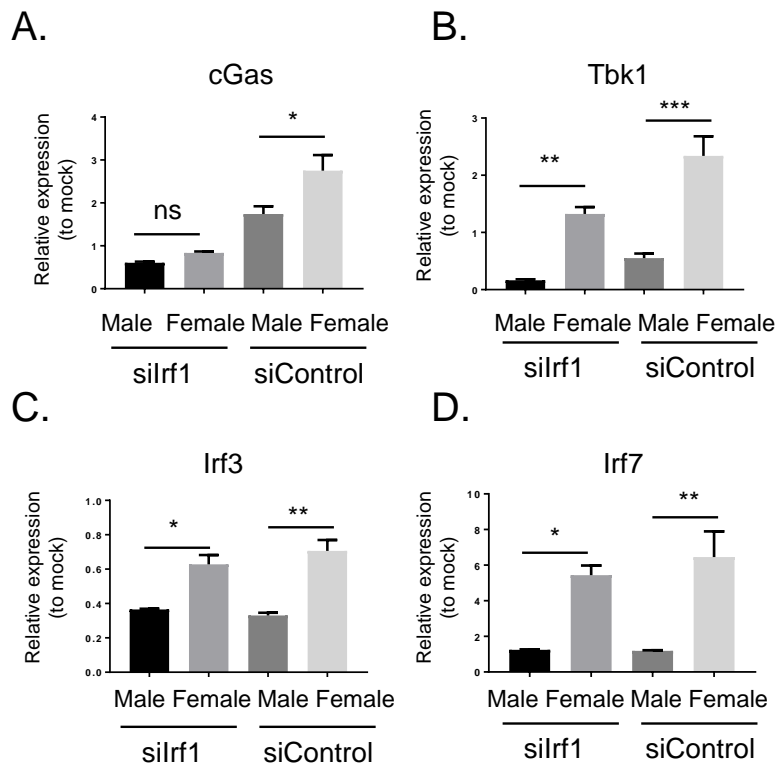 A.
cGas
Relative expression
(to mock)
4
3
2
1
0
ns
*
Male Female Male Female
siIrf1 siControl
B.
Tbk1
Relative expression
(to mock)
3
2
1
0
**
***
Male Female Male Female
siIrf1 siControl
C.
Irf3
Relative expression
(to mock)
1.0
0.8
0.6
0.4
0.2
0.0
*
**
Male Female Male Female
siIrf1 siControl
D.
Irf7
Relative expression
(to mock)
10
8
6
4
2
0
*
**
Male Female Male Female
siIrf1 siControl